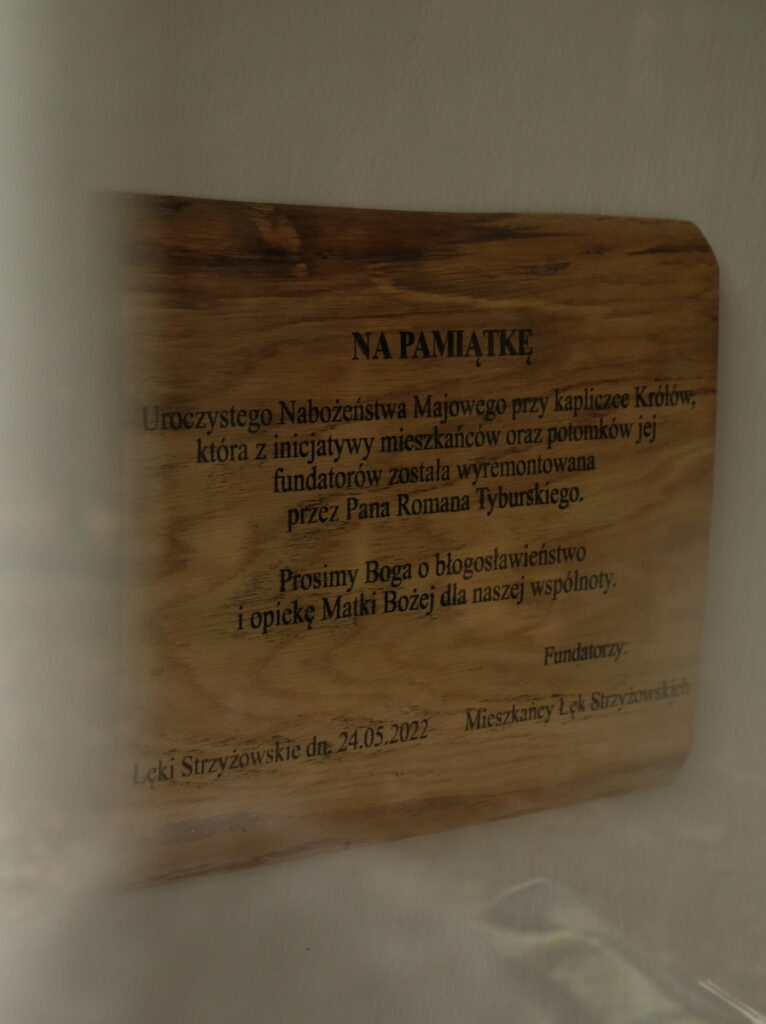 NA PAMIĄTKĘ
Uroczystego Nabożeństwa Majowego przy kapliczce Królów,
która z inicjatywy mieszkańców oraz potomków jej
fundatorów została wyremontowana
przez Pana Romana Tyburskiego.
Prosimy Boga o błogosławieństwo
i opiekę Matki Bożej dla naszej wspólnoty.
Fundatorzy:
Łęki Strzyżowskie dn. 24.05.2022 Mieszkańcy Łęk Strzyżowskich